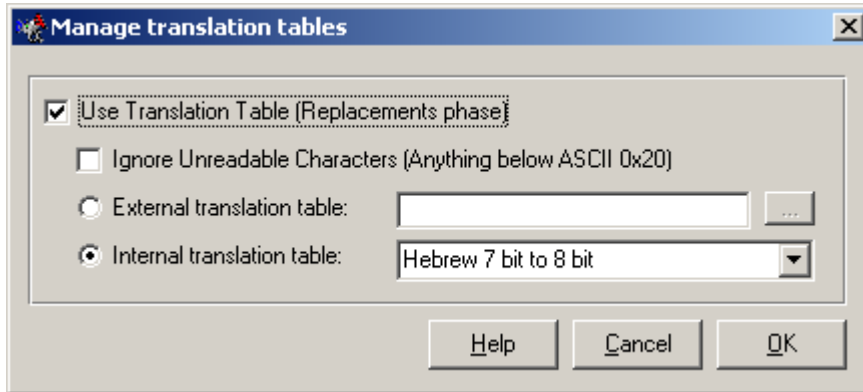 Manage translation tables
Use Translation Table (Replacements phase)
Ignore Unreadable Characters (Anything below ASCII 0x20)
External translation table: ...
Internal translation table: Hebrew 7 bit to 8 bit
Help Cancel OK